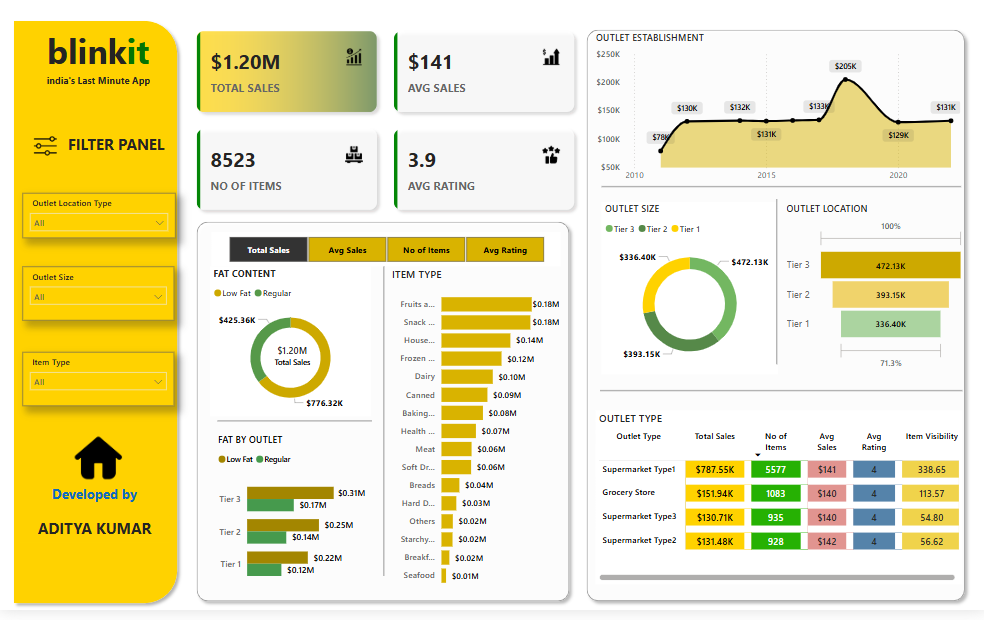 blinkit
india's Last Minute App
FILTER PANEL
Outlet Location Type
All
Outlet Size
All
Item Type
All
Developed by
ADITYA KUMAR
$1.20M
TOTAL SALES
$141
AVG SALES
8523
NO OF ITEMS
3.9
AVG RATING
Total Sales Avg Sales No of Items Avg Rating
FAT CONTENT
Low Fat Regular
$425.36K
$1.20M
Total Sales
$776.32K
FAT BY OUTLET
Low Fat Regular
Tier 3 $0.31M
$0.17M
Tier 2 $0.25M
$0.14M
Tier 1 $0.22M
$0.12M
ITEM TYPE
Fruits a... $0.18M
Snack ... $0.18M
House... $0.14M
Frozen ... $0.12M
Dairy $0.10M
Canned $0.09M
Baking... $0.08M
Health ... $0.07M
Meat $0.06M
Soft Dr... $0.06M
Breads $0.04M
Hard D... $0.03M
Others $0.02M
Starchy... $0.02M
Breakf... $0.02M
Seafood $0.01M
OUTLET ESTABLISHMENT
$250K
$200K
$150K
$100K
$50K
$78K
$130K
$132K
$131K
$133K
$205K
$129K
$131K
2010 2015 2020
OUTLET SIZE
Tier 3 Tier 2 Tier 1
$336.40K
$472.13K
$393.15K
OUTLET LOCATION
100%
Tier 3 472.13K
Tier 2 393.15K
Tier 1 336.40K
71.3%
OUTLET TYPE
Outlet Type Total Sales No of Items Avg Sales Avg Rating Item Visibility
Supermarket Type1 $787.55K 5577 $141 4 338.65
Grocery Store $151.94K 1083 $140 4 113.57
Supermarket Type3 $130.71K 935 $140 4 54.80
Supermarket Type2 $131.48K 928 $142 4 56.62